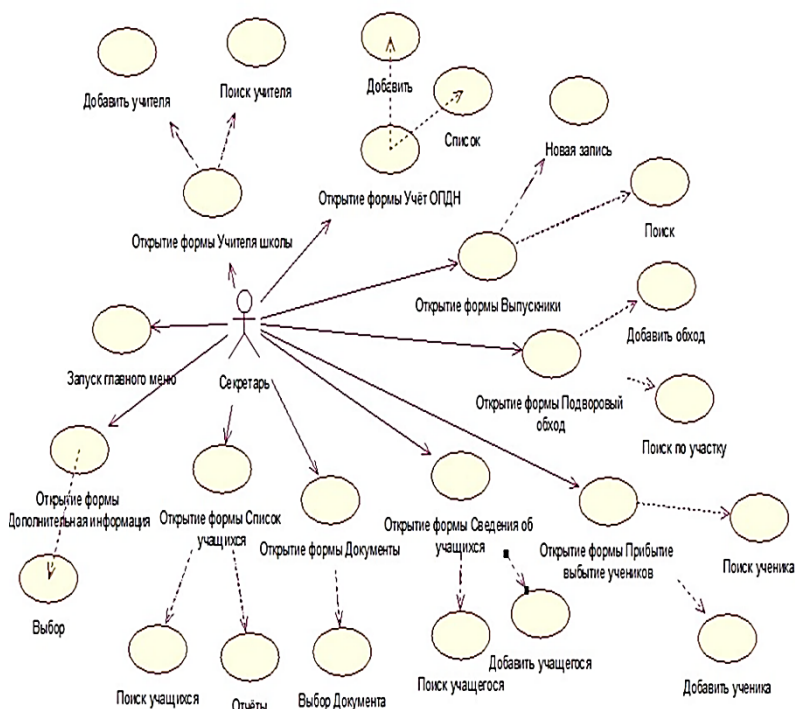 Добавить учителя
Поиск учителя
Добавить
Список
Новая запись
Открытие формы Учёт ОПДН
Поиск
Открытие формы Учителя школы
Открытие формы Выпускники
Добавить обход
Запуск главного меню
Секретарь
Открытие формы Подворовый
обход
Поиск по участку
Открытие формы
Дополнительная информация
Открытие формы Список
учащихся
Открытие формы Документы
Открытие формы Сведения об
учащихся
Открытие формы Прибытие
выбытие учеников
Поиск ученика
Выбор
Поиск учащихся
Отчёты
Выбор Документа
Поиск учащегося
Добавить учащегося
Добавить ученика